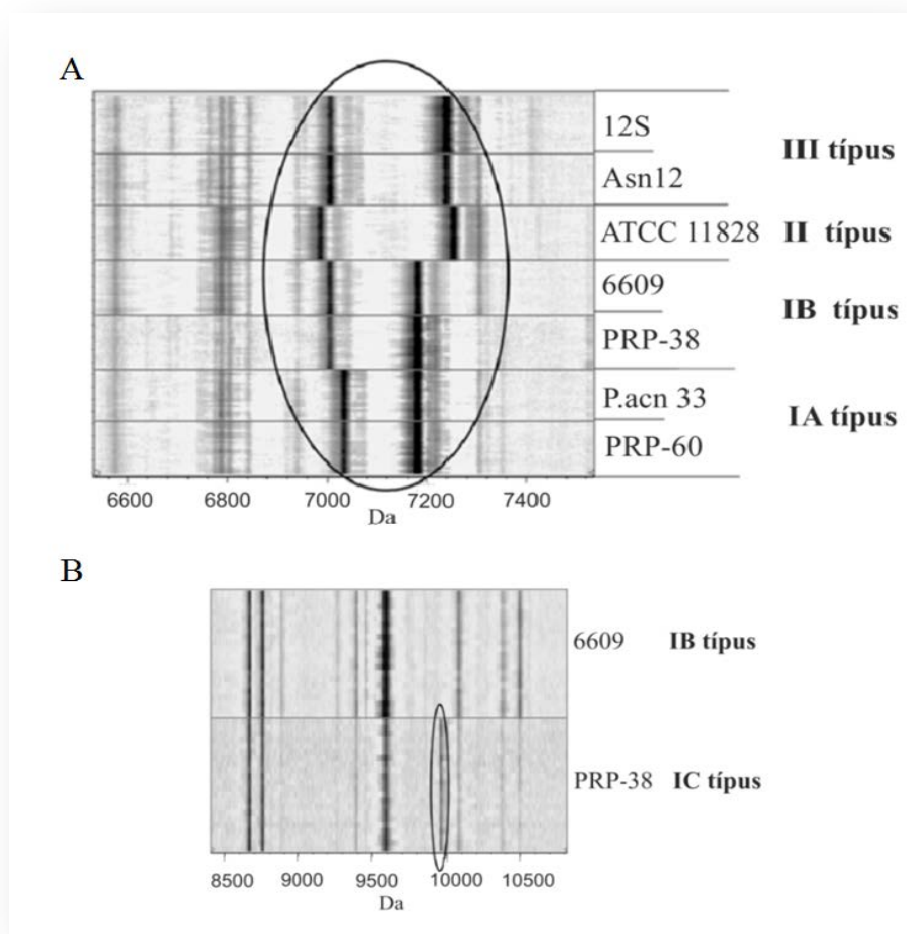 A
12S
III típus
Asn12
ATCC 11828 II típus
6609
IB típus
PRP-38
P.acn 33
IA típus
PRP-60
6600 6800 7000 7200 7400
Da
B
6609 IB típus
PRP-38 IC típus
8500 9000 9500 10000 10500
Da